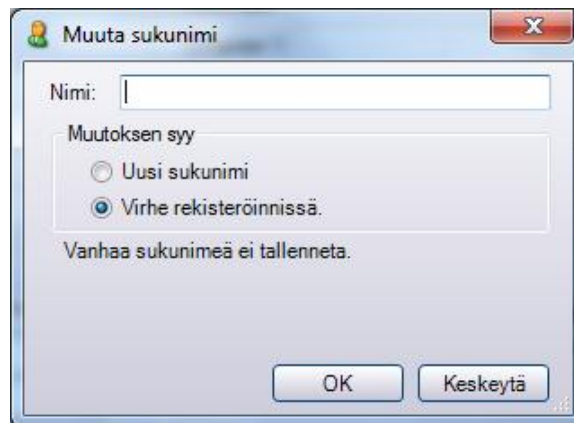 Muuta sukunimi
Nimi:
Muutoksen syy
Uusi sukunimi
Virhe rekisteröinnissä.
Vanhaa sukunimeä ei tallenneta.
OK Keskeytä